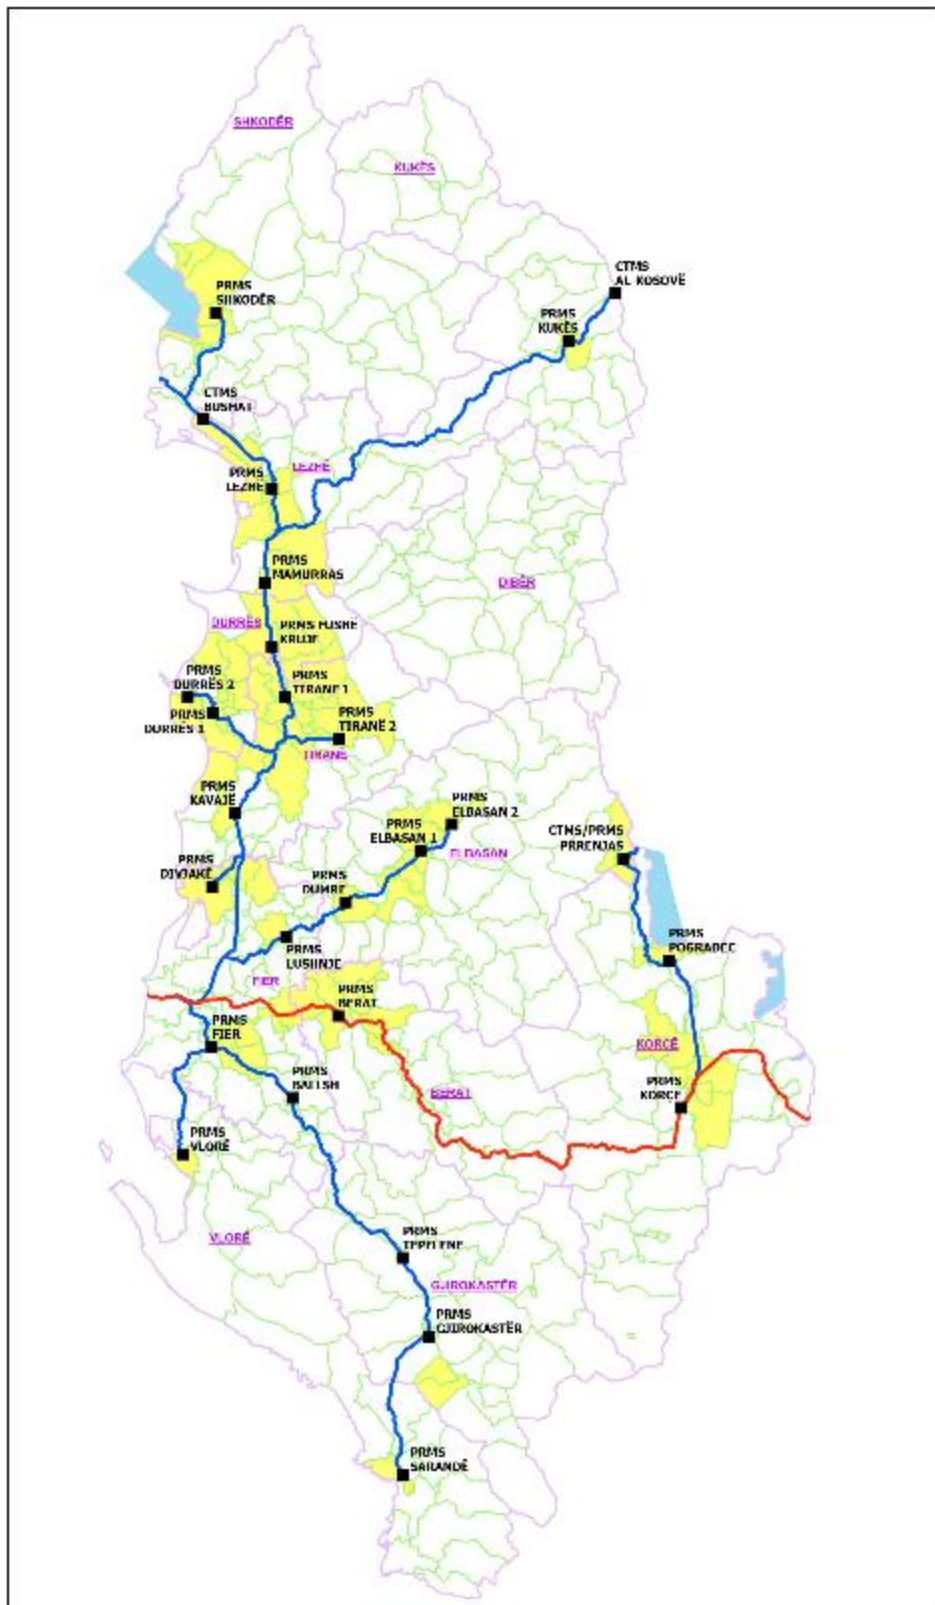 SHKODËR
KUKËS
CTMS
AL KOSOVË
PRMS
SHKODËR
PRMS
KUKËS
CTMS
BUSHAT
LEZHË
PRMS
LEZHË
PRMS
MAMURRAS
DIBËR
DURRËS
PRMS FUSHË
KRUJE
PRMS
DURRËS 2
PRMS
TIRANË 1
PRMS
DURRËS 1
PRMS
TIRANË 2
TIRANË
PRMS
KAVAJË
PRMS
ELBASAN 2
PRMS
ELBASAN 1
ELBASAN
CTMS/PRMS
PRRENJAS
PRMS
DIVJAKË
PRMS
DUMRE
PRMS
LUSHNJE
PRMS
POGRADEC
FIER
PRMS
BERAT
PRMS
FIER
KORÇË
PRMS
BALLSH
BERAT
PRMS
KORÇE
PRMS
VLORË
VLORË
PRMS
TEPELENE
GJIROKASTËR
PRMS
GJIROKASTËR
PRMS
SARANDË